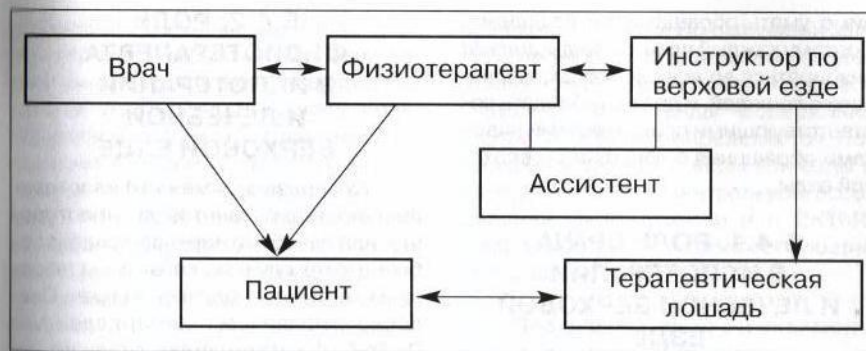 Врач
Физиотерапевт
Инструктор по
верховой езде
Ассистент
Пациент
Терапевтическая
лошадь